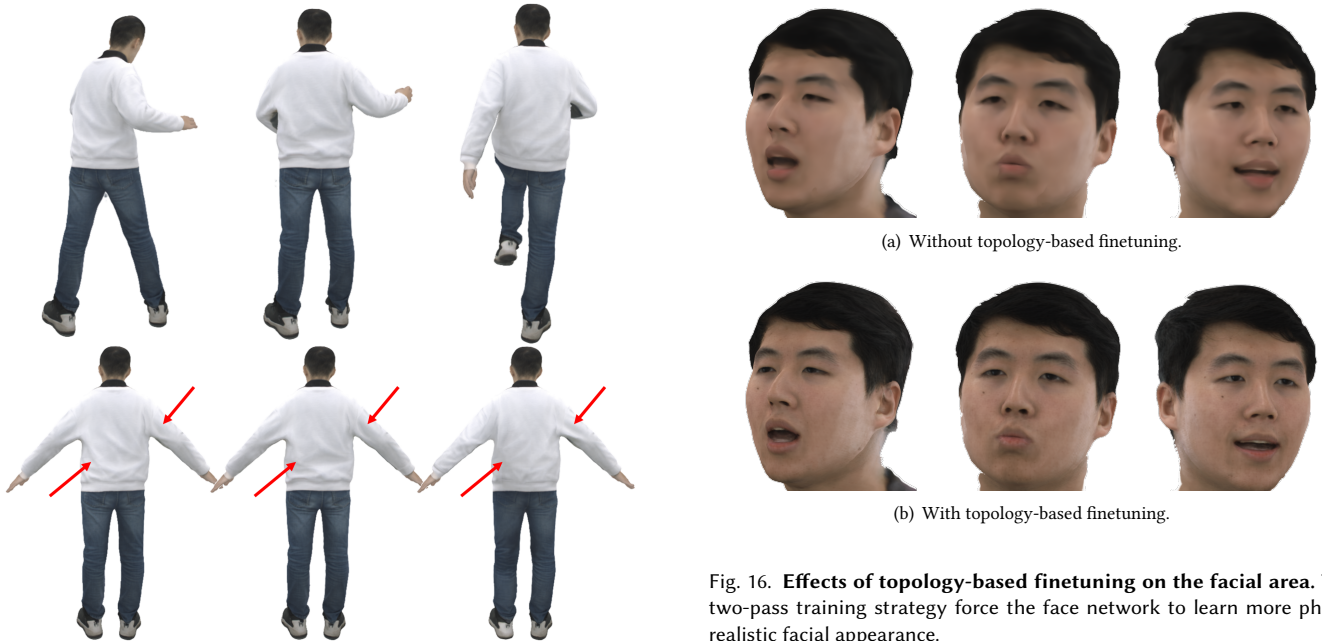 (a) Without topology-based finetuning.
(b) With topology-based finetuning.
Fig. 16. Effects of topology-based finetuning on the facial area.
two-pass training strategy force the face network to learn more
realistic facial appearance.